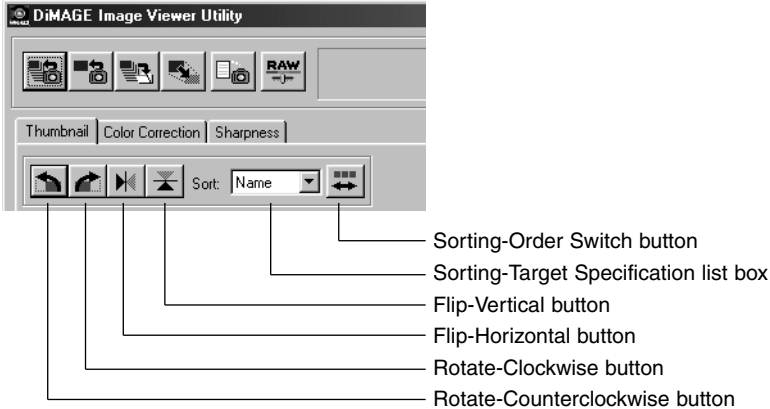 DiMAGE Image Viewer Utility
RAW
Thumbnail Color Correction Sharpness
Sort: Name
Sorting-Order Switch button
Sorting-Target Specification list box
Flip-Vertical button
Flip-Horizontal button
Rotate-Clockwise button
Rotate-Counterclockwise button